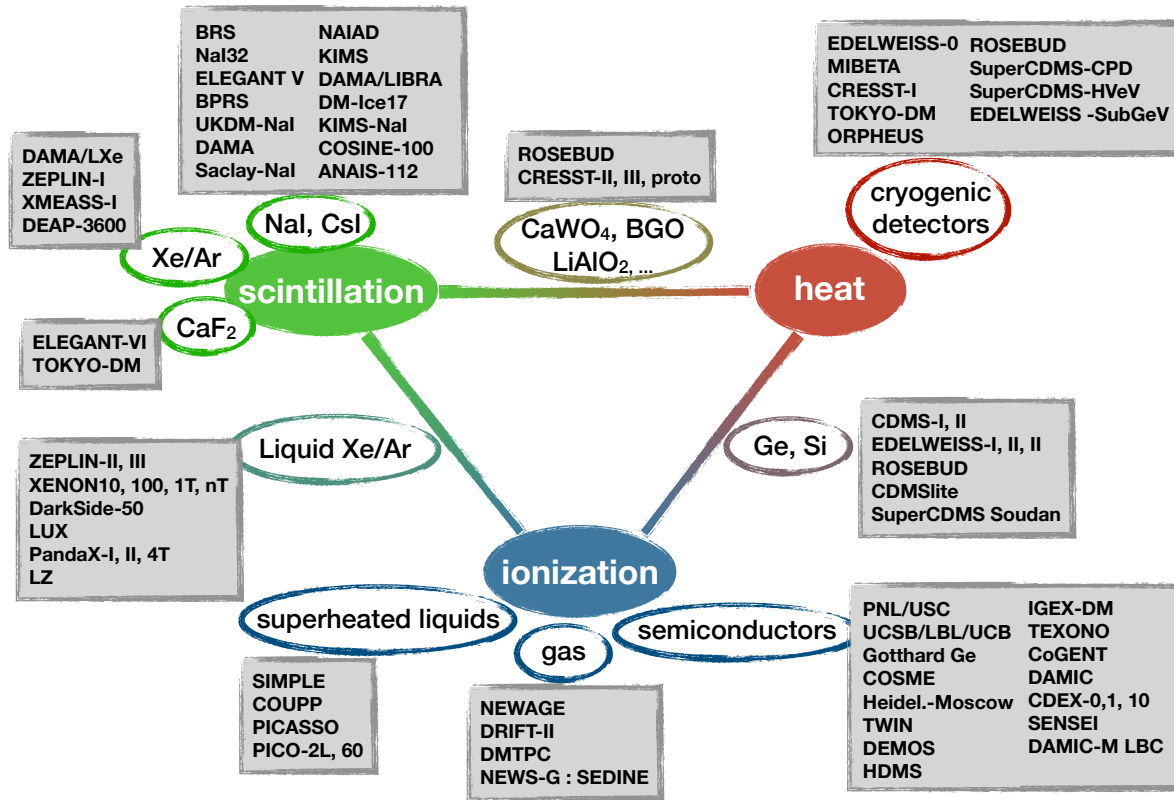 BRS
NaI32
ELEGANT V
BPRS
UKDM-NaI
DAMA
Saclay-NaI
NAIAD
KIMS
DAMA/LIBRA
DM-Ice17
KIMS-NaI
COSINE-100
ANAIS-112
EDELWEISS-0
MIBETA
CRESST-I
TOKYO-DM
ORPHEUS
ROSEBUD
SuperCDMS-CPD
SuperCDMS-HVeV
EDELWEISS -SubGeV
DAMA/LXe
ZEPLIN-I
XMEASS-I
DEAP-3600
ROSEBUD
CRESST-II, III, proto
NaI, CsI
CaWO₄, BGO
LiAlO₂, ...
cryogenic
detectors
Xe/Ar
scintillation
heat
CaF₂
ELEGANT-VI
TOKYO-DM
Liquid Xe/Ar
Ge, Si
ZEPLIN-II, III
XENON10, 100, 1T, nT
DarkSide-50
LUX
PandaX-I, II, 4T
LZ
CDMS-I, II
EDELWEISS-I, II, II
ROSEBUD
CDMSlite
SuperCDMS Soudan
ionization
superheated liquids
gas
semiconductors
SIMPLE
COUPP
PICASSO
PICO-2L, 60
NEWAGE
DRIFT-II
DMTPC
NEWS-G : SEDINE
PNL/USC
UCSB/LBL/UCB
Gotthard Ge
COSME
Heidel.-Moscow
TWIN
DEMOS
HDMS
IGEX-DM
TEXONO
CoGENT
DAMIC
CDEX-0,1, 10
SENSEI
DAMIC-M LBC